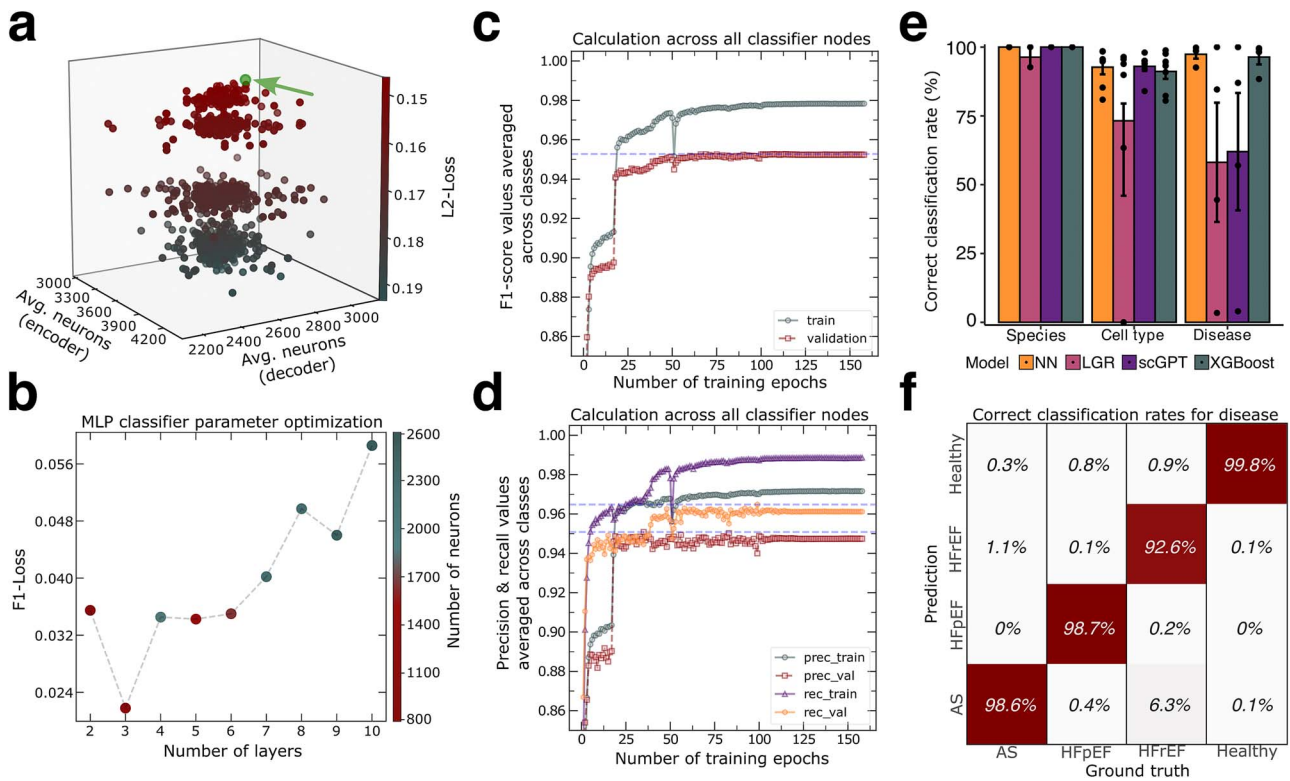 a
0.15
0.16
0.17
0.18
0.19
L2-Loss
3000
3300
3600
3900
4200
Avg. neurons
(encoder)
2200
2400
2600
2800
3000
Avg. neurons
(decoder)
b
MLP classifier parameter optimization
0.056
0.048
0.040
0.032
0.024
F1-Loss
2 3 4 5 6 7 8 9 10
Number of layers
2600
2300
2000
1700
1400
1100
800
Number of neurons
c
Calculation across all classifier nodes
1.00
0.98
0.96
0.94
0.92
0.90
0.88
0.86
F1-score values averaged
across classes
train
validation
0 25 50 75 100 125 150
Number of training epochs
d
Calculation across all classifier nodes
1.00
0.98
0.96
0.94
0.92
0.90
0.88
0.86
Precision & recall values
averaged across classes
prec_train
prec_val
rec_train
rec_val
0 25 50 75 100 125 150
Number of training epochs
e
100
75
50
25
0
Correct classification rate (%)
Species Cell type Disease
Model NN LGR scGPT XGBoost
f
Correct classification rates for disease
Healthy 0.3% 0.8% 0.9% 99.8%
HFrEF 1.1% 0.1% 92.6% 0.1%
HFpEF 0% 98.7% 0.2% 0%
AS 98.6% 0.4% 6.3% 0.1%
Prediction
AS HFpEF HFrEF Healthy
Ground truth